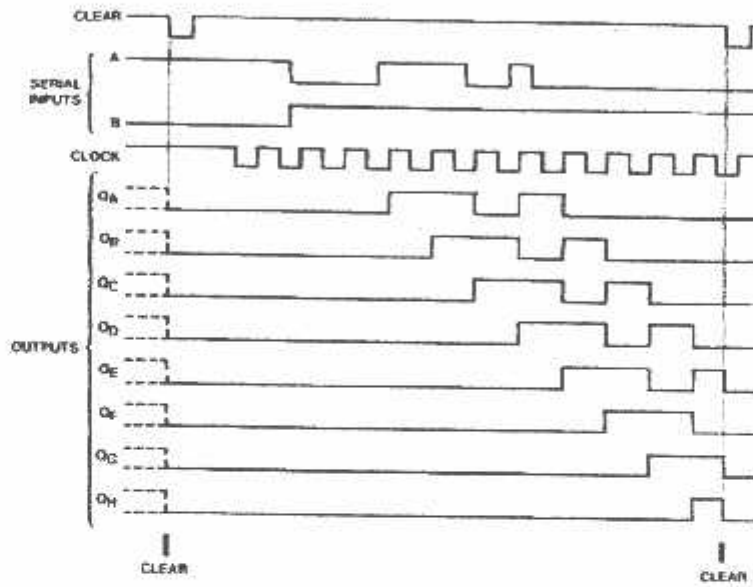 CLEAR
A
SERIAL
INPUTS
B
CLOCK
QA
QB
QC
QD
OUTPUTS
QE
QF
QG
QH
CLEAR
CLEAR